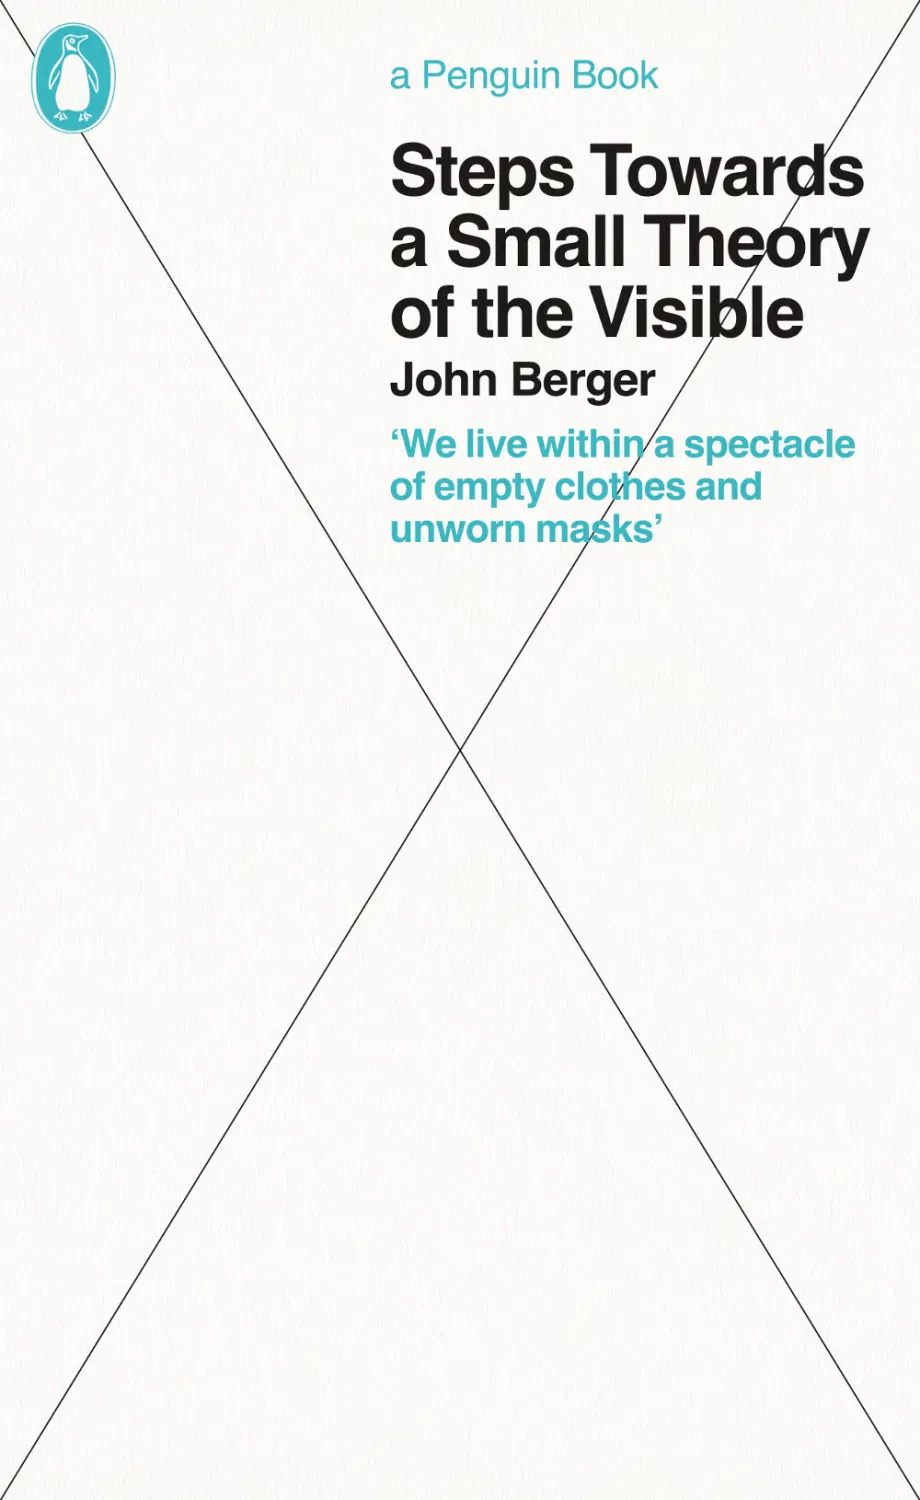 a Penguin Book
Steps Towards
a Small Theory
of the Visible
John Berger
‘We live within a spectacle
of empty clothes and
unworn masks’